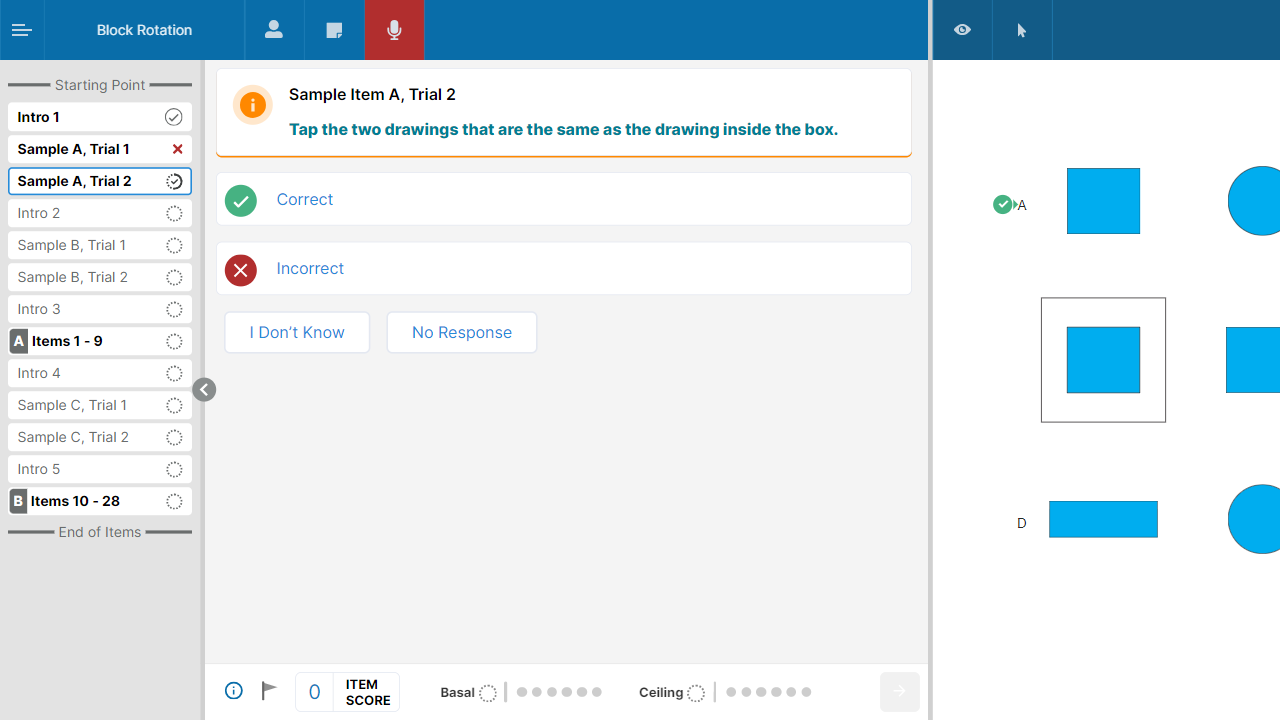 Block Rotation
Starting Point
Intro 1
Sample A, Trial 1
Sample A, Trial 2
Intro 2
Sample B, Trial 1
Sample B, Trial 2
Intro 3
A Items 1 - 9
Intro 4
Sample C, Trial 1
Sample C, Trial 2
Intro 5
B Items 10 - 28
End of Items
Sample Item A, Trial 2
Tap the two drawings that are the same as the drawing inside the box.
Correct
Incorrect
I Don’t Know
No Response
0 ITEM SCORE
Basal
Ceiling
A
D